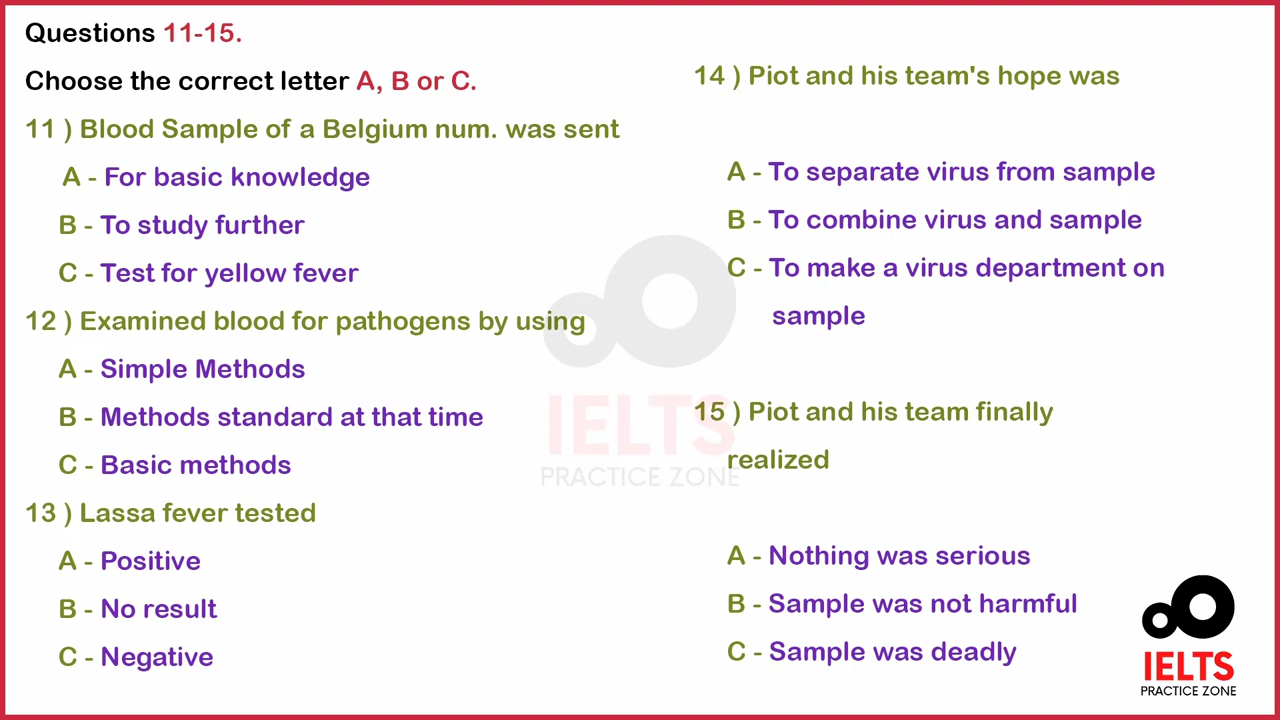 Questions 11-15.
Choose the correct letter A, B or C.
11 ) Blood Sample of a Belgium num. was sent
A - For basic knowledge
B - To study further
C - Test for yellow fever
12 ) Examined blood for pathogens by using
A - Simple Methods
B - Methods standard at that time
C - Basic methods
13 ) Lassa fever tested
A - Positive
B - No result
C - Negative
14 ) Piot and his team's hope was
A - To separate virus from sample
B - To combine virus and sample
C - To make a virus department on
sample
15 ) Piot and his team finally
realized
A - Nothing was serious
B - Sample was not harmful
C - Sample was deadly
IELTS
PRACTICE ZONE
IELTS
PRACTICE ZONE